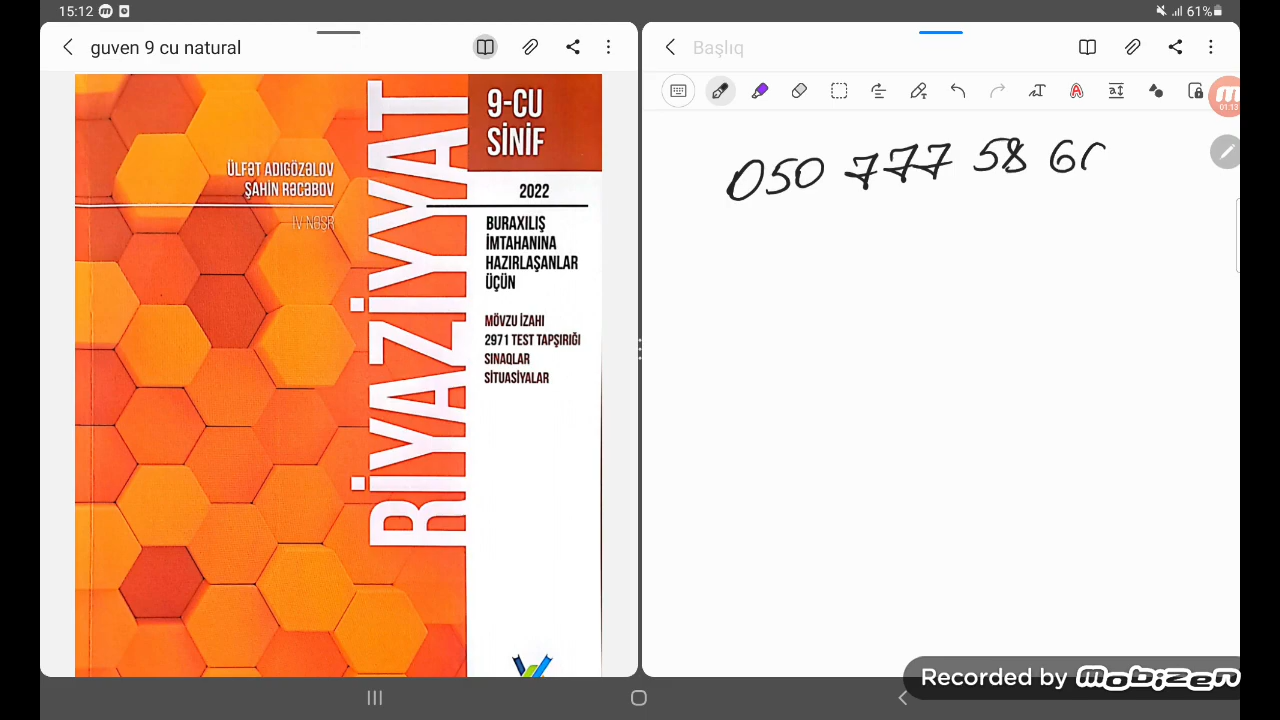 15:12
61%
guven 9 cu natural
ÜLFƏT ADIGÖZƏLOV
ŞAHİN RƏCƏBOV
IV NƏŞR
RİYAZİYYAT
9-CU
SİNİF
2022
BURAXILIŞ
İMTAHANINA
HAZIRLAŞANLAR
ÜÇÜN
MÖVZU İZAHI
2971 TEST TAPŞIRIĞI
SINAQLAR
SİTUASİYALAR
Başlıq
01:13
050 777 58 6
Recorded by mobizen